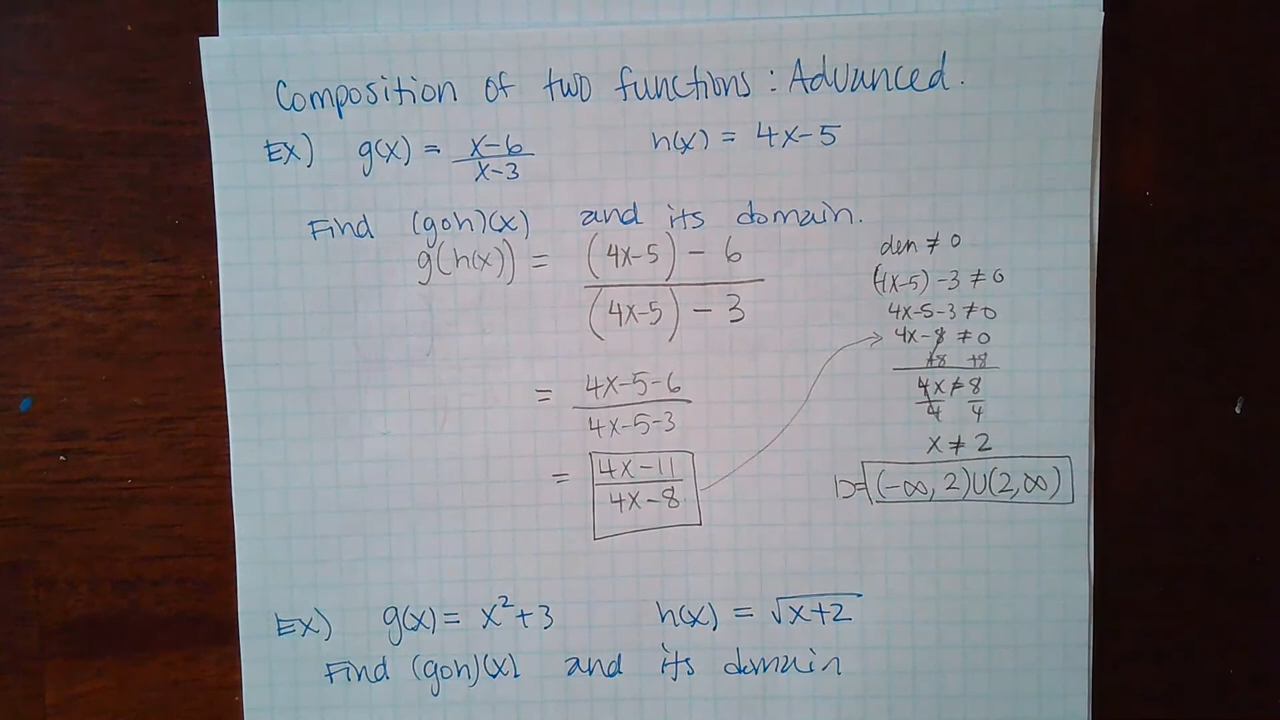 Composition of two functions : Advanced.
Ex) g(x) = x-6 / x-3    h(x) = 4x-5
Find (g∘h)(x) and its domain.
g(h(x)) = (4x-5) - 6 / (4x-5) - 3
= 4x-5-6 / 4x-5-3
= 4x-11 / 4x-8
den ≠ 0
(4x-5) -3 ≠ 0
4x-5-3 ≠ 0
4x-8 ≠ 0
+8 +8
4x ≠ 8
4 4
x ≠ 2
D= (-∞, 2)∪(2, ∞)
Ex) g(x) = x²+3    h(x) = √x+2
Find (g∘h)(x) and its domain